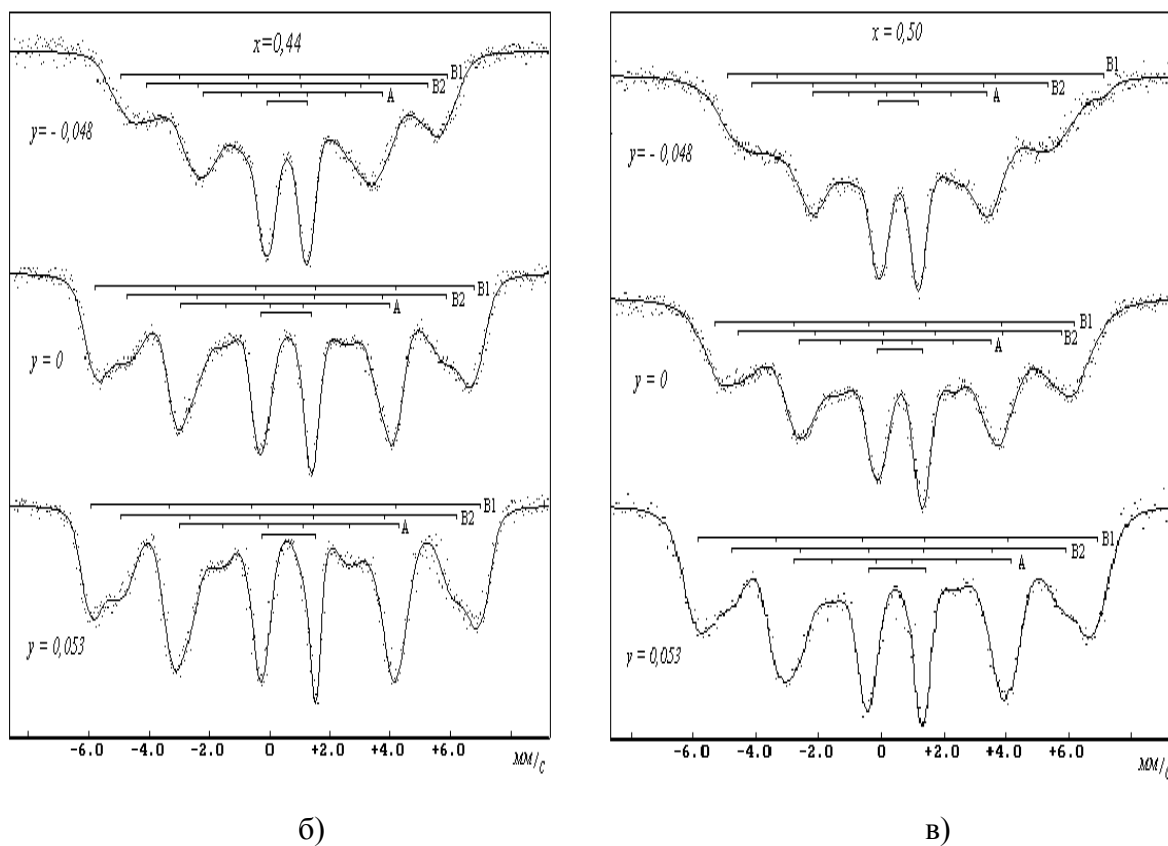 x=0,44
B1
B2
A
y= - 0,048
B1
B2
A
y = 0
B1
B2
A
y = 0,053
-6.0 -4.0 -2.0 0 +2.0 +4.0 +6.0
мм/с
б)
x = 0,50
B1
B2
A
y= - 0,048
B1
B2
A
y = 0
B1
B2
A
y = 0,053
-6.0 -4.0 -2.0 0 +2.0 +4.0 +6.0
мм/с
в)